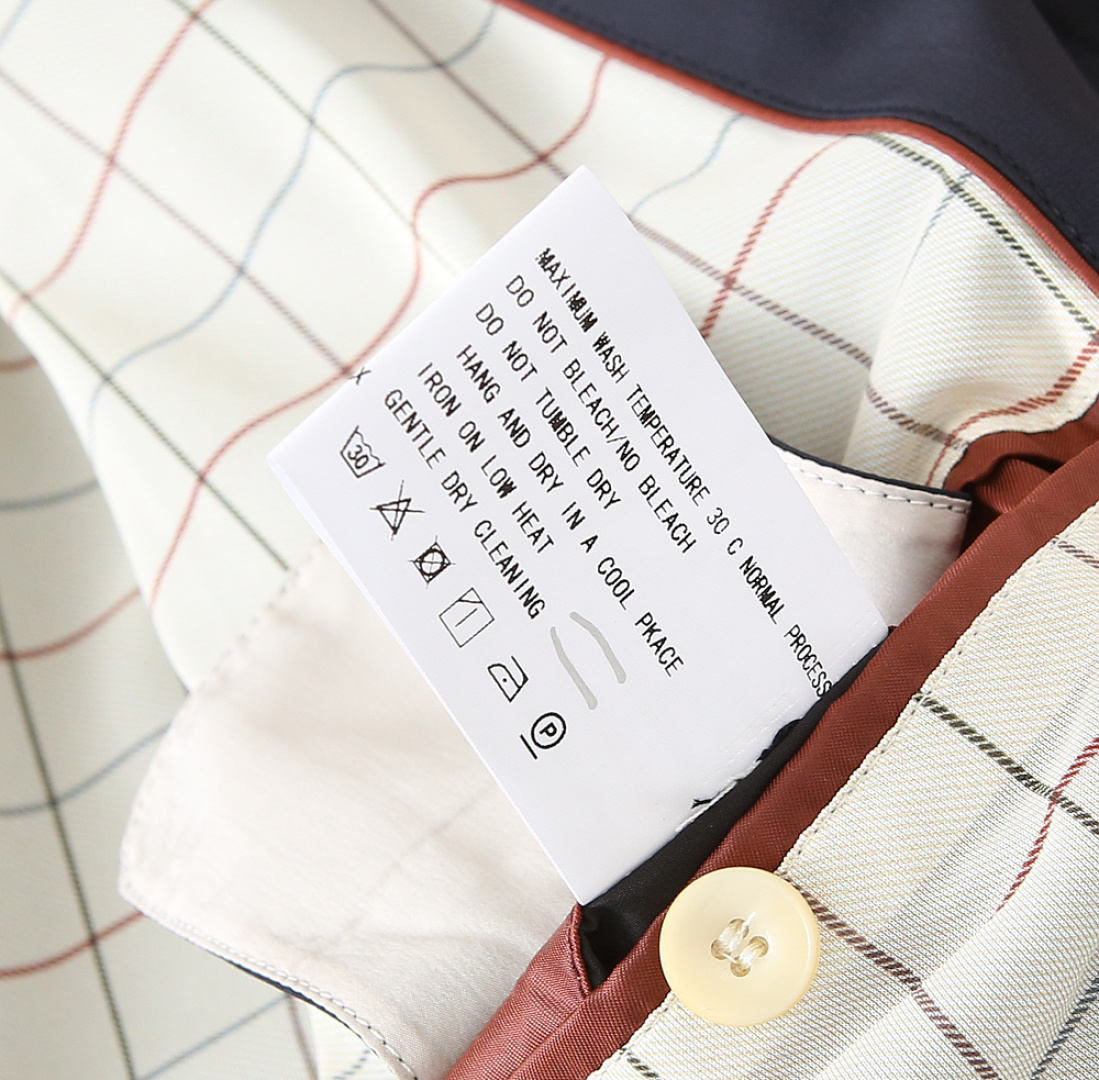 MAXIMUM WASH TEMPERATURE 30 C NORMAL PROCESS
DO NOT BLEACH/NO BLEACH
DO NOT TUMBLE DRY
HANG AND DRY IN A COOL PKACE
IRON ON LOW HEAT
GENTLE DRY CLEANING
X
30
P